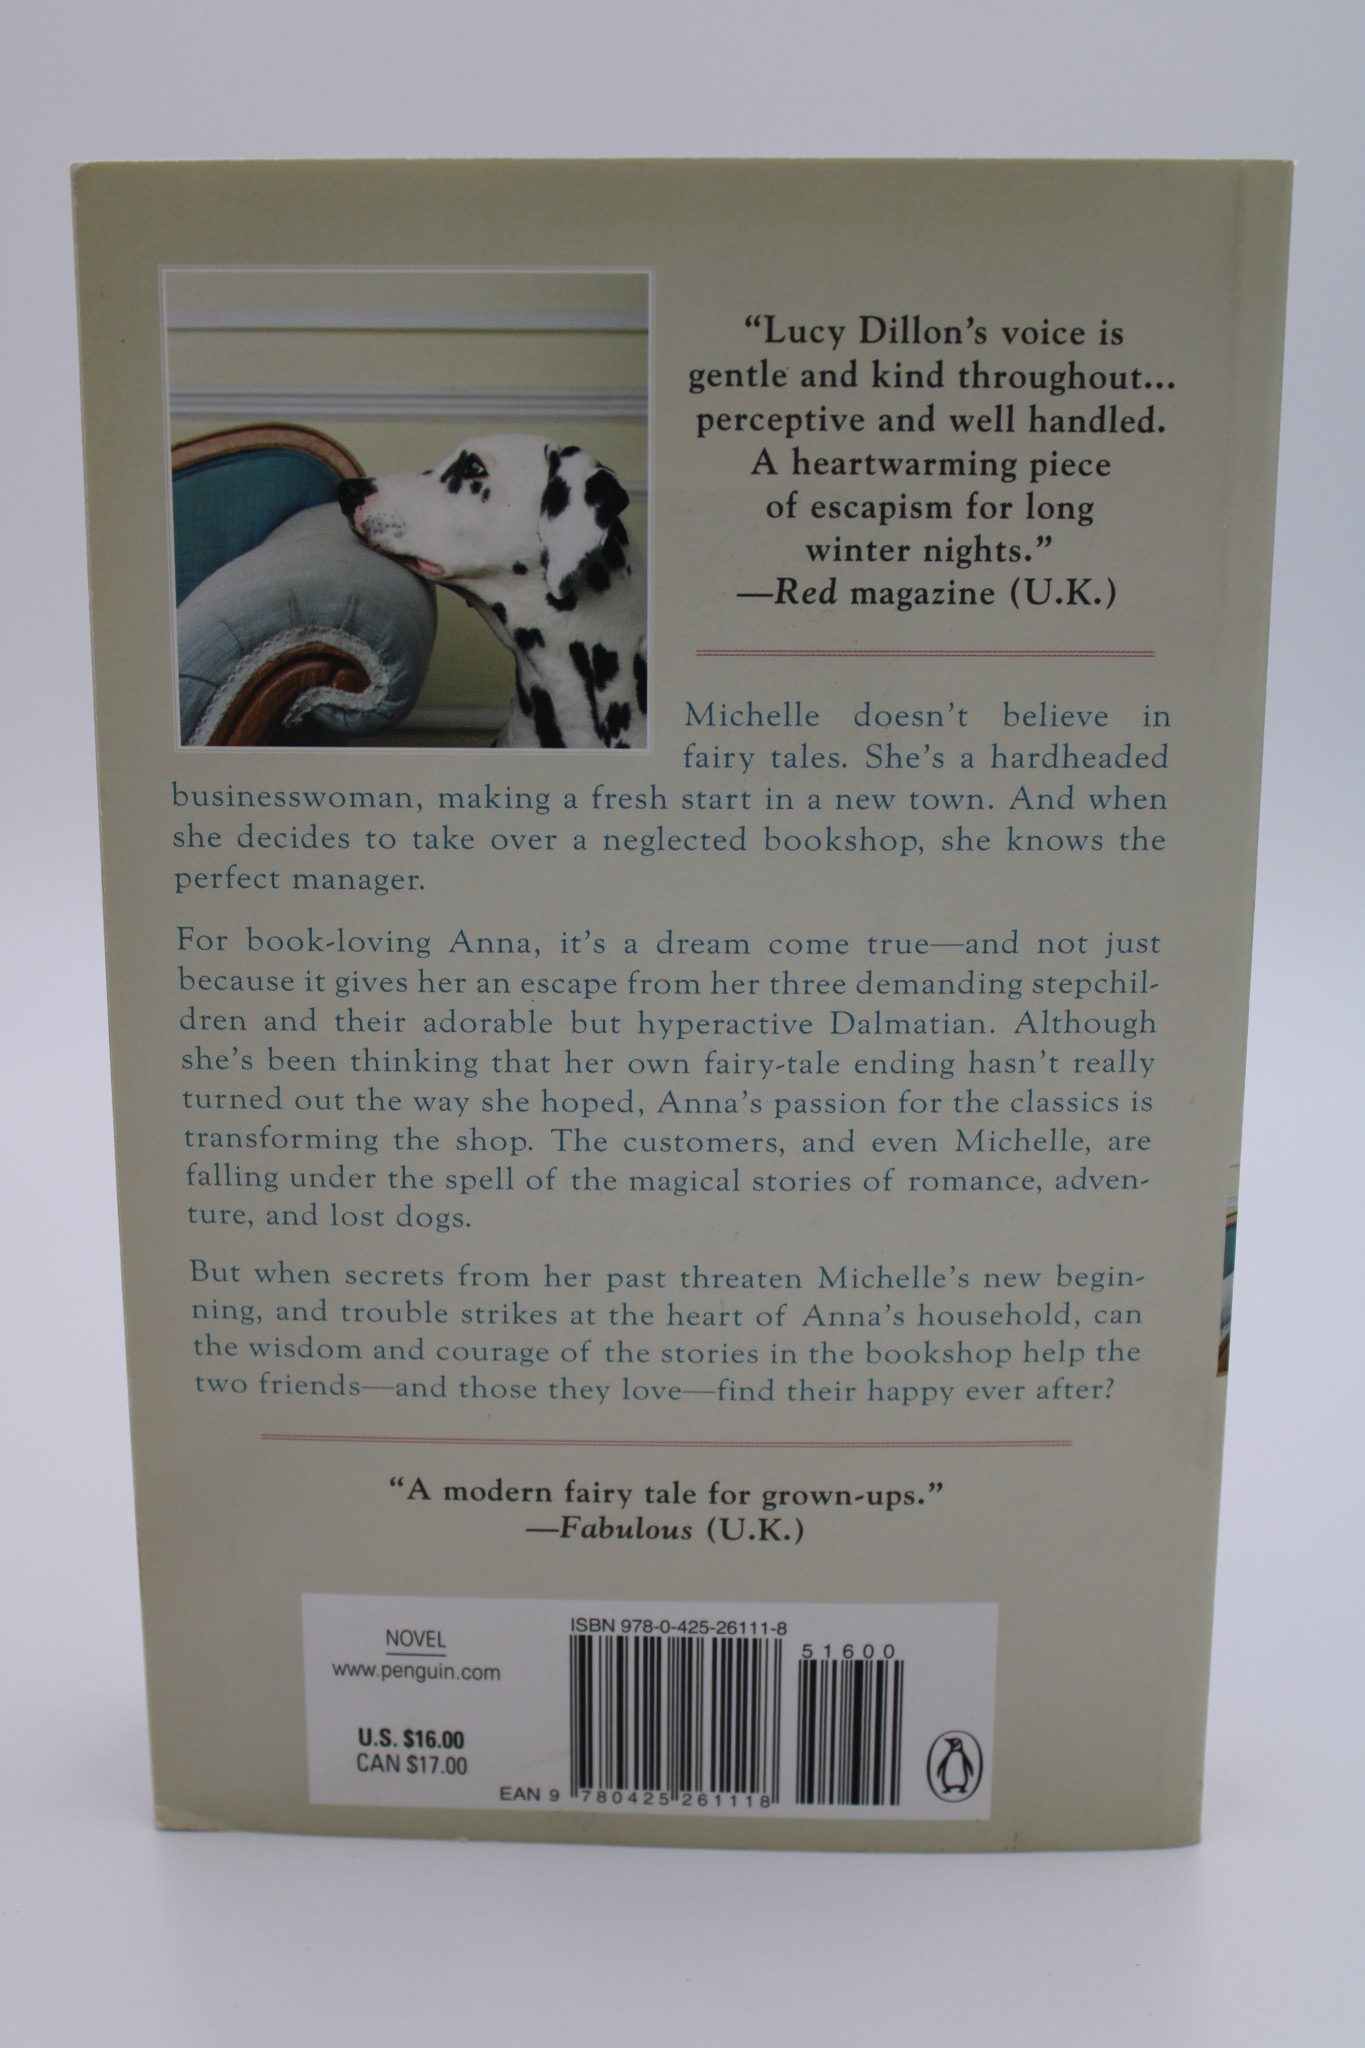 “Lucy Dillon’s voice is
gentle and kind throughout...
perceptive and well handled.
A heartwarming piece
of escapism for long
winter nights.”
—Red magazine (U.K.)
Michelle doesn’t believe in
fairy tales. She’s a hardheaded
businesswoman, making a fresh start in a new town. And when
she decides to take over a neglected bookshop, she knows the
perfect manager.
For book-loving Anna, it’s a dream come true—and not just
because it gives her an escape from her three demanding stepchil-
dren and their adorable but hyperactive Dalmatian. Although
she’s been thinking that her own fairy-tale ending hasn’t really
turned out the way she hoped, Anna’s passion for the classics is
transforming the shop. The customers, and even Michelle, are
falling under the spell of the magical stories of romance, adven-
ture, and lost dogs.
But when secrets from her past threaten Michelle’s new begin-
ning, and trouble strikes at the heart of Anna’s household, can
the wisdom and courage of the stories in the bookshop help the
two friends—and those they love—find their happy ever after?
“A modern fairy tale for grown-ups.”
—Fabulous (U.K.)
NOVEL
www.penguin.com
U.S. $16.00
CAN $17.00
ISBN 978-0-425-26111-8
51600
EAN 9 780425 261118